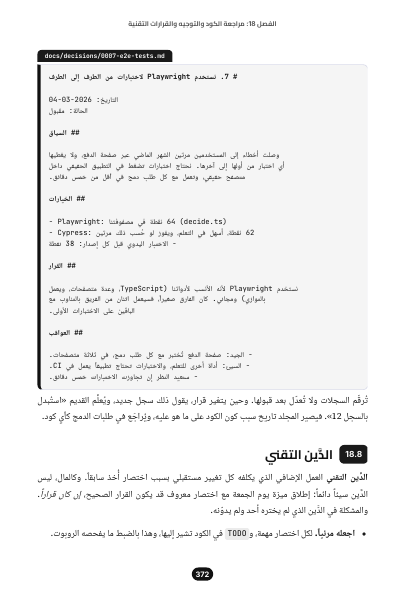 الفصل 18: مراجعة الكود والتوجيه والقرارات التقنية
docs/decisions/0007-e2e-tests.md
# 7. نستخدم Playwright لاختبارات من الطرف إلى الطرف
التاريخ: 2026-03-04
الحالة: مقبول
## السياق
وصلت أخطاء إلى المستخدمين مرتين الشهر الماضي عبر صفحة الدفع، ولا يغطيها
أي اختبار من أولها إلى آخرها. نحتاج اختبارات تضغط في التطبيق الحقيقي داخل
متصفح حقيقي، وتعمل مع كل طلب دمج في أقل من خمس دقائق.
## الخيارات
- Playwright: 64 نقطة في مصفوفتنا (decide.ts)
- Cypress: 62 نقطة، أسهل في التعلم، ويفوز لو حُسب ذلك مرتين
- الاختبار اليدوي قبل كل إصدار: 38 نقطة
## القرار
نستخدم Playwright لأنه الأنسب لأدواتنا (TypeScript، وعدة متصفحات، ويعمل
بالتوازي) ومجاني. كان الفارق صغيراً، فسيعمل اثنان من الفريق بالتناوب مع
الباقين على الاختبارات الأولى.
## العواقب
- الجيد: صفحة الدفع تُختبر مع كل طلب دمج، في ثلاثة متصفحات.
- السيئ: أداة أخرى للتعلم، والاختبارات تحتاج تطبيقاً يعمل في CI.
- سنعيد النظر إن تجاوزت الاختبارات خمس دقائق.
تُرقَّم السجلات ولا تُعدَّل بعد قبولها. وحين يتغير قرار، يقول ذلك سجل جديد، ويُعلَّم القديم «استُبدل
بالسجل 12». فيصير المجلد تاريخ سبب كون الكود على ما هو عليه، ويُراجَع في طلبات الدمج كأي كود.
18.8 الدَّين التقني
الدَّين التقني العمل الإضافي الذي يكلفه كل تغيير مستقبلي بسبب اختصار أُخذ سابقاً. وكالمال، ليس
الدَّين سيئاً دائماً: إطلاق ميزة يوم الجمعة مع اختصار معروف قد يكون القرار الصحيح، إن كان قراراً.
والمشكلة في الدَّين الذي لم يختره أحد ولم يدوّنه.
• اجعله مرئياً. لكل اختصار مهمة، و TODO في الكود تشير إليها، وهذا بالضبط ما يفحصه الروبوت.
372